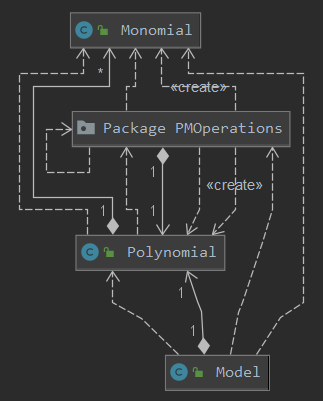 C Monomial
*
«create»
Package PMOperations
1
«create»
1
1
C Polynomial
1
1
C Model